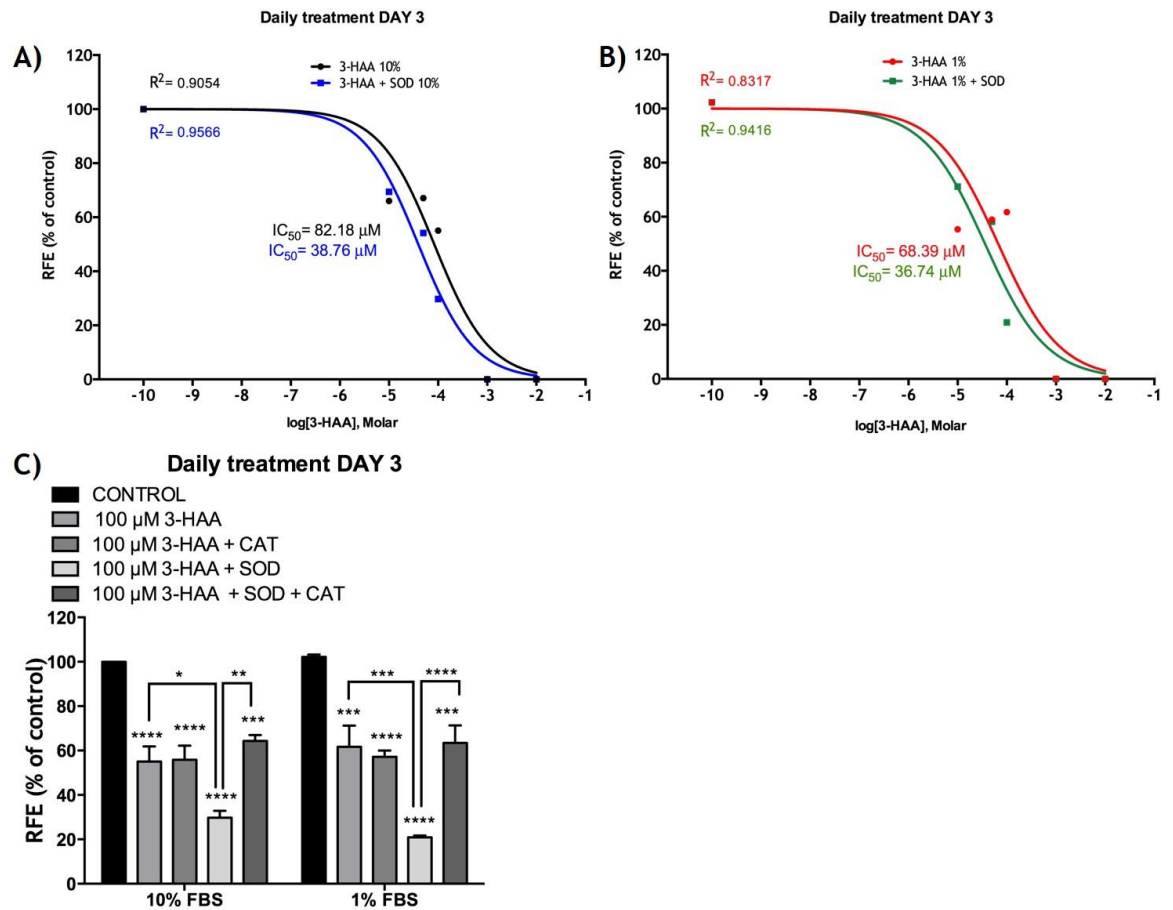 Daily treatment DAY 3
A)
3-HAA 10%
3-HAA + SOD 10%
R²= 0.9054
R²= 0.9566
IC₅₀= 82.18 µM
IC₅₀= 38.76 µM
RFE (% of control)
120
100
80
60
40
20
0
-10 -9 -8 -7 -6 -5 -4 -3 -2 -1
log[3-HAA], Molar
Daily treatment DAY 3
B)
3-HAA 1%
3-HAA 1% + SOD
R²= 0.8317
R²= 0.9416
IC₅₀= 68.39 µM
IC₅₀= 36.74 µM
RFE (% of control)
120
100
80
60
40
20
0
-10 -9 -8 -7 -6 -5 -4 -3 -2 -1
log[3-HAA], Molar
C)
Daily treatment DAY 3
CONTROL
100 µM 3-HAA
100 µM 3-HAA + CAT
100 µM 3-HAA + SOD
100 µM 3-HAA + SOD + CAT
RFE (% of control)
120
100
80
60
40
20
0
* ** *** ****
**** **** *** *** **** ***
**** ****
10% FBS 1% FBS